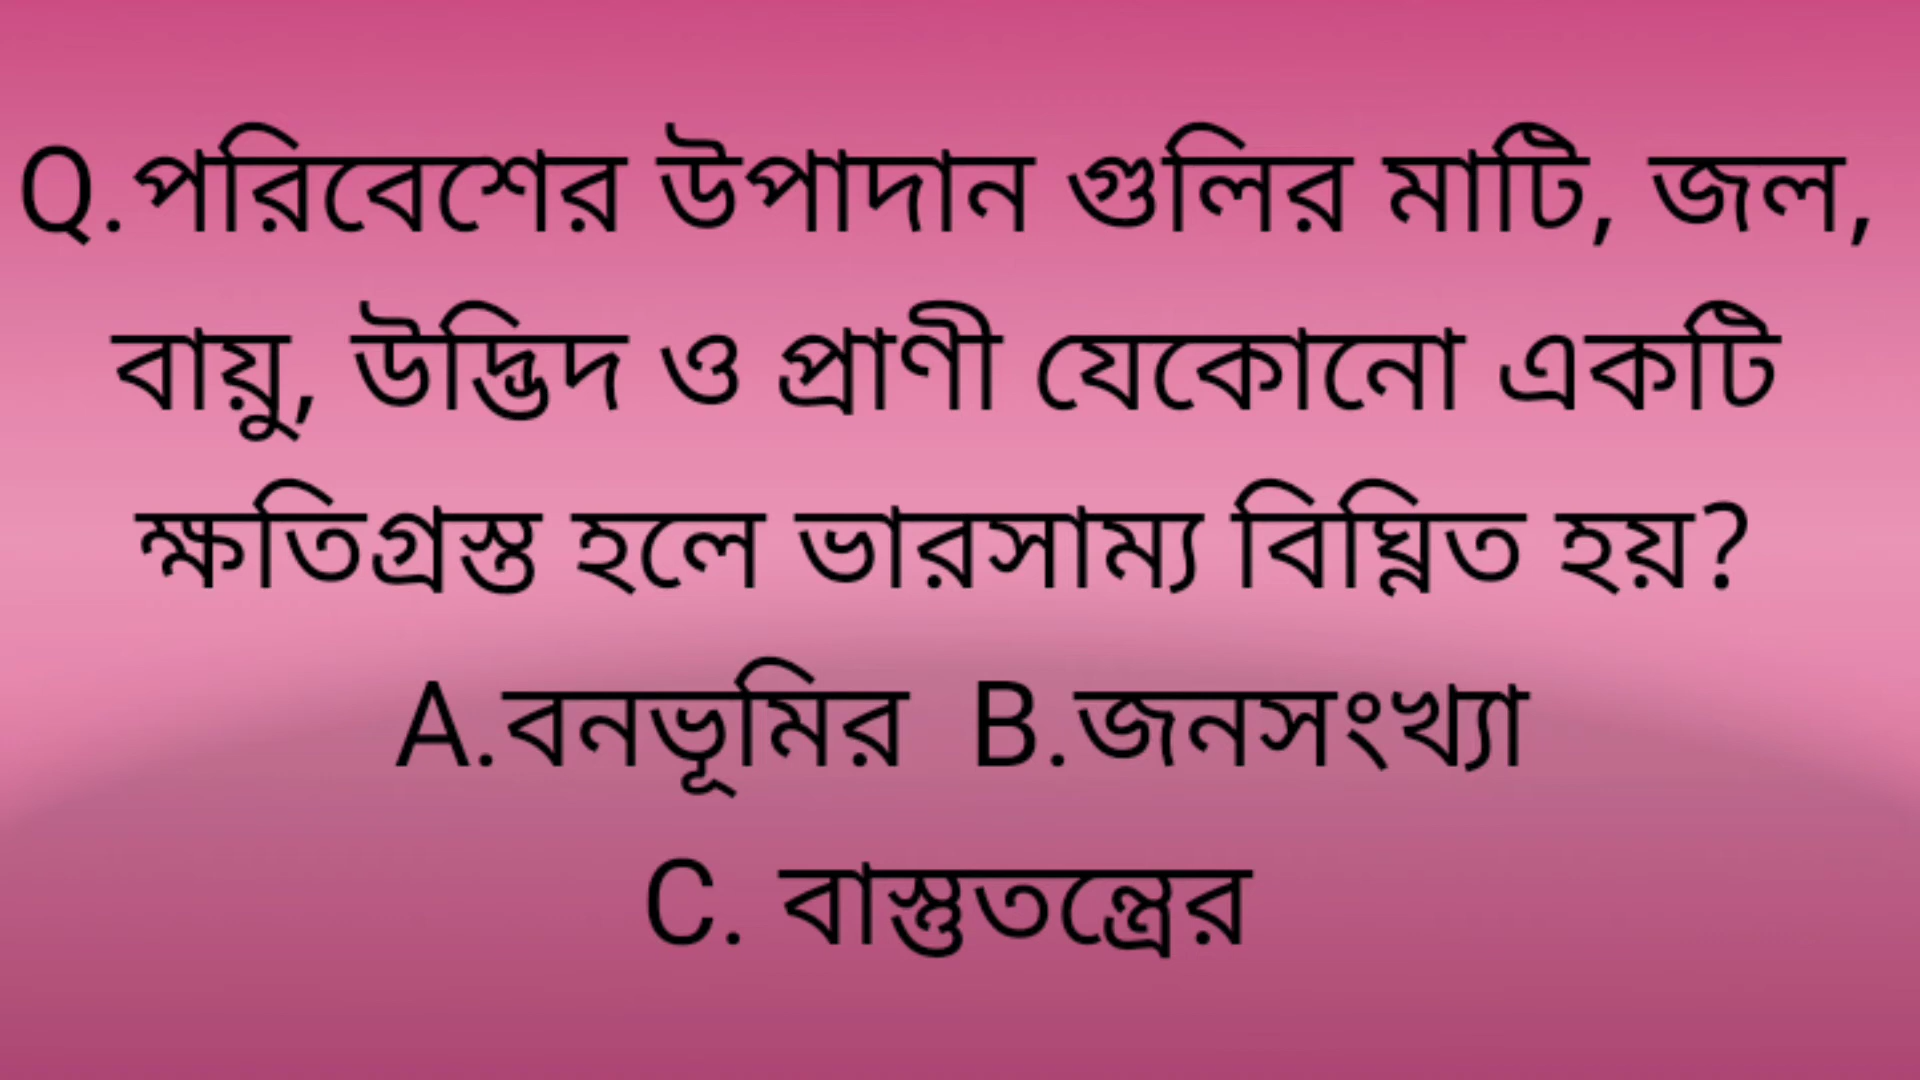 Q.পরিবেশের উপাদান গুলির মাটি, জল,
বায়ু, উদ্ভিদ ও প্রাণী যেকোনো একটি
ক্ষতিগ্রস্ত হলে ভারসাম্য বিঘ্নিত হয়?
A.বনভূমির B.জনসংখ্যা
C. বাস্তুতন্ত্রের